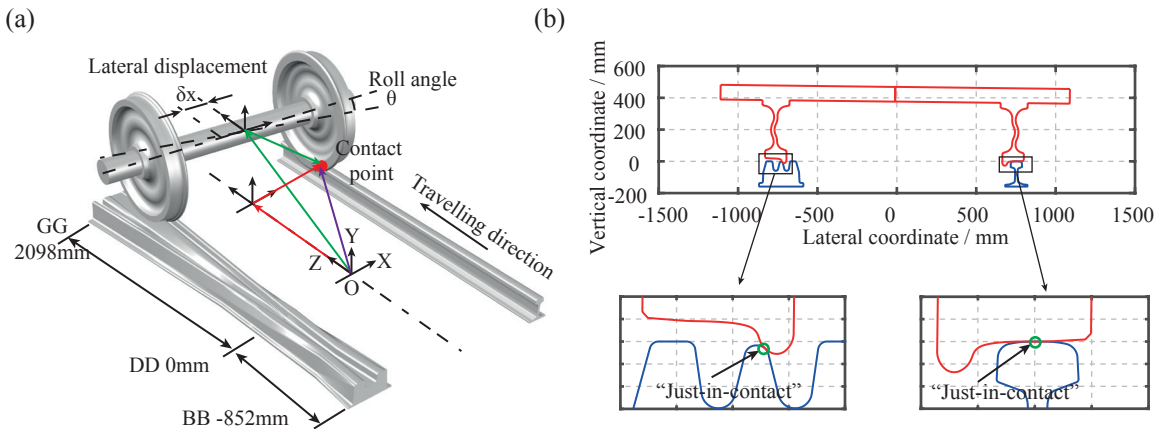 (a)
Lateral displacement
δx
Roll angle
θ
Contact
point
Travelling direction
Y
Z
X
O
GG
2098mm
DD 0mm
BB -852mm
(b)
Vertical coordinate / mm
600
400
200
0
-200
-1500
-1000
-500
0
500
1000
1500
Lateral coordinate / mm
“Just-in-contact”
“Just-in-contact”